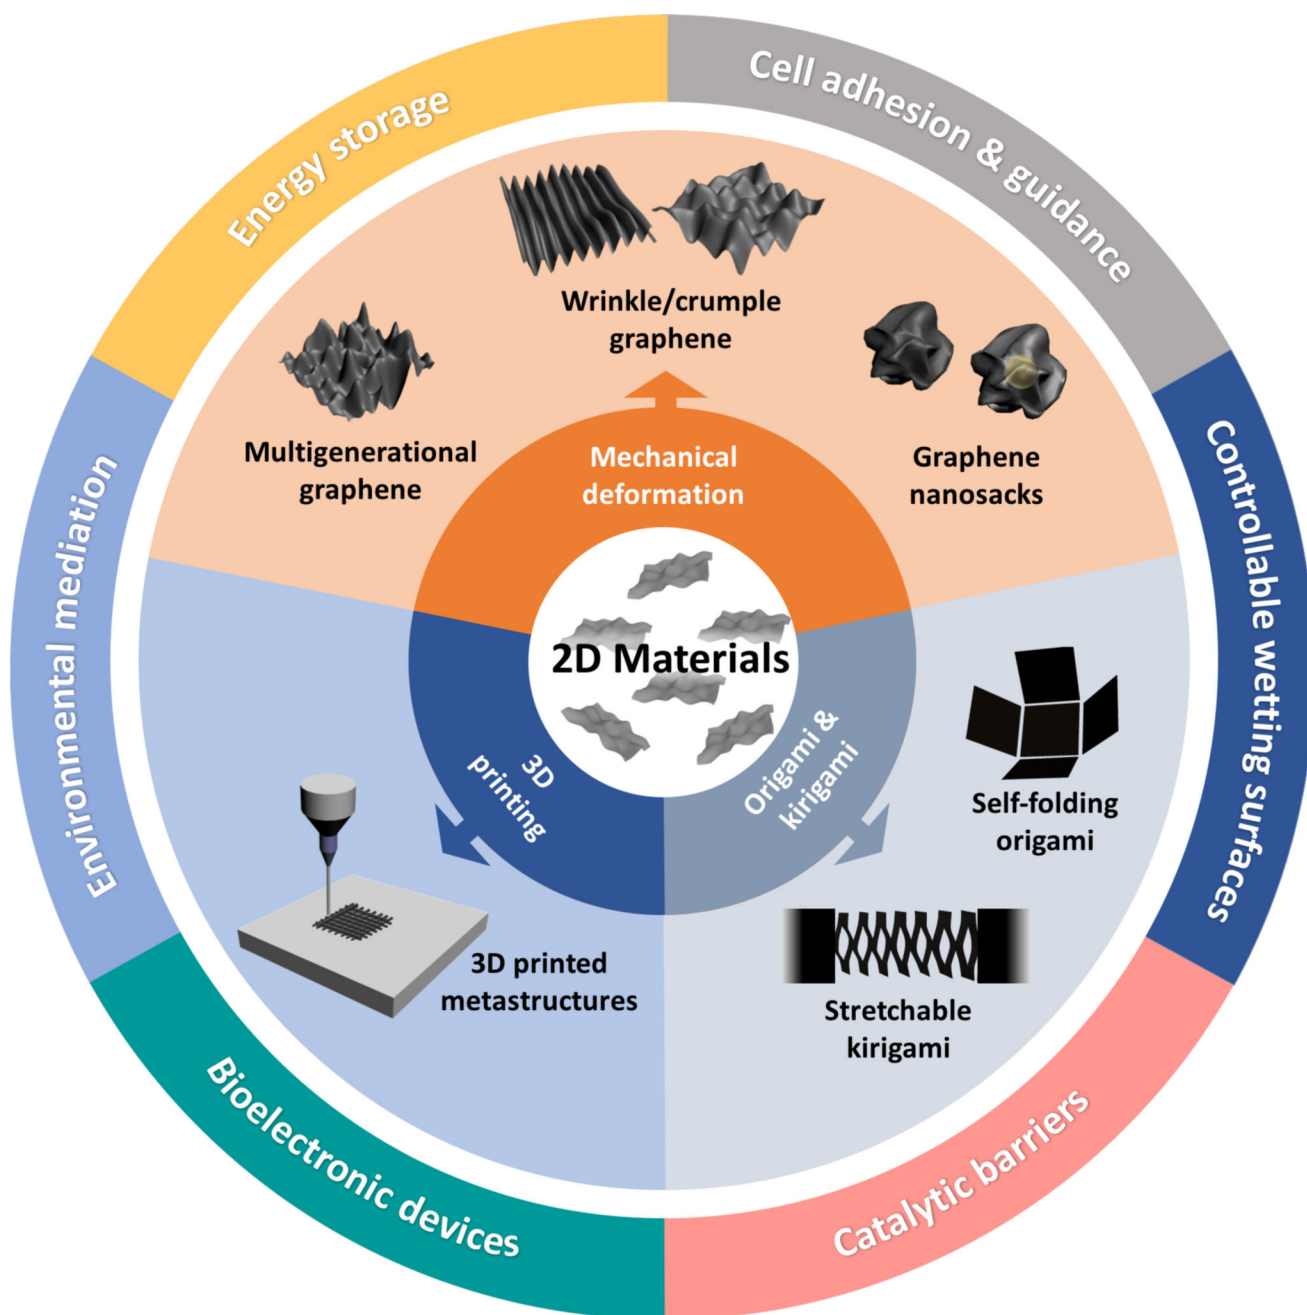 Energy storage
Cell adhesion & guidance
Wrinkle/crumple
graphene
Multigenerational
graphene
Mechanical
deformation
Graphene
nanosacks
Environmental mediation
Controllable wetting surfaces
2D Materials
3D
printing
Origami &
kirigami
Self-folding
origami
3D printed
metastructures
Stretchable
kirigami
Bioelectronic devices
Catalytic barriers